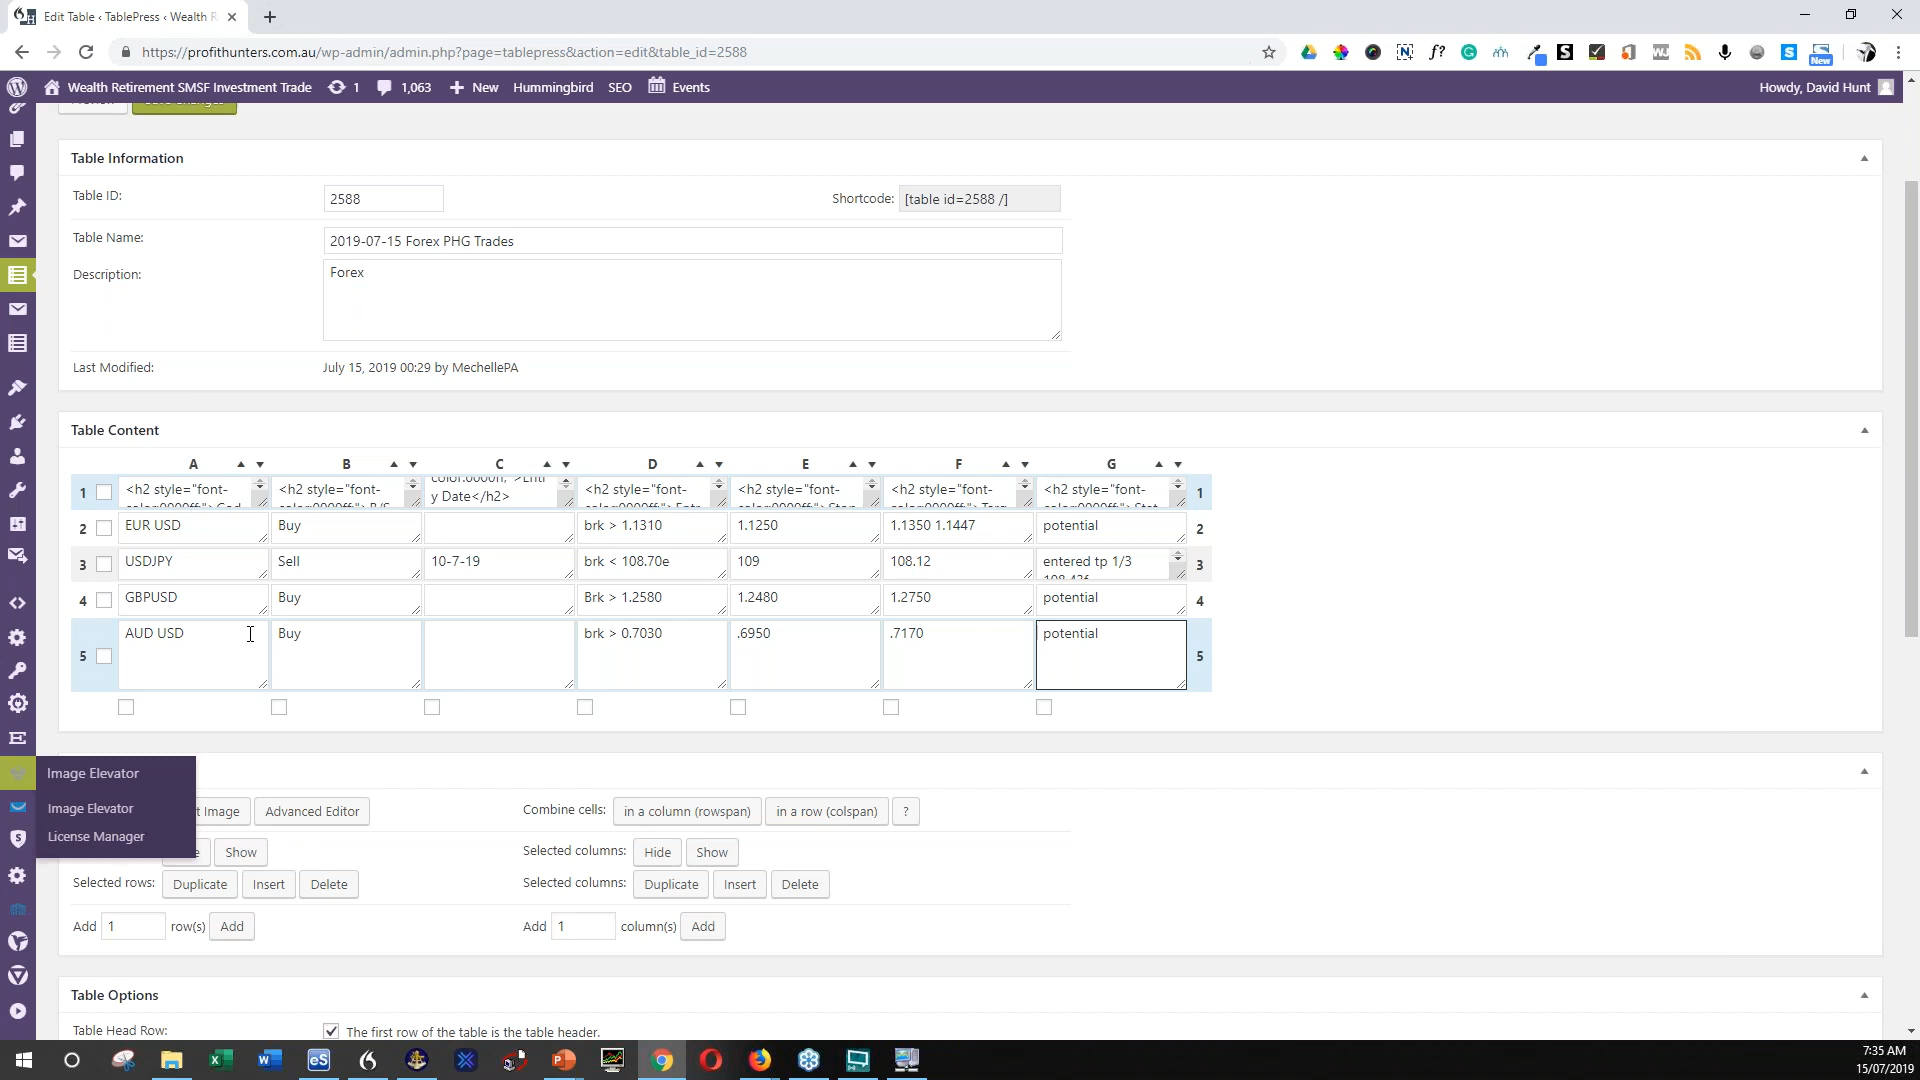 Edit Table ‹ TablePress ‹ Wealth R
https://profithunters.com.au/wp-admin/admin.php?page=tablepress&action=edit&table_id=2588
New
Wealth Retirement SMSF Investment Trade 1 1,063 New Hummingbird SEO Events Howdy, David Hunt
Table Information
Table ID: 2588 Shortcode: [table id=2588 /]
Table Name: 2019-07-15 Forex PHG Trades
Description: Forex
Last Modified: July 15, 2019 00:29 by MechellePA
Table Content
A B C D E F G
1 <h2 style="font- <h2 style="font- y Date</h2> <h2 style="font- <h2 style="font- <h2 style="font- <h2 style="font- 1
2 EUR USD Buy brk > 1.1310 1.1250 1.1350 1.1447 potential 2
3 USDJPY Sell 10-7-19 brk < 108.70e 109 108.12 entered tp 1/3 3
4 GBPUSD Buy Brk > 1.2580 1.2480 1.2750 potential 4
5 AUD USD Buy brk > 0.7030 .6950 .7170 potential 5
Image Elevator
Image Elevator
License Manager
t Image Advanced Editor Combine cells: in a column (rowspan) in a row (colspan) ?
e Show Selected columns: Hide Show
Selected rows: Duplicate Insert Delete Selected columns: Duplicate Insert Delete
Add 1 row(s) Add Add 1 column(s) Add
Table Options
Table Head Row: The first row of the table is the table header.
7:35 AM
15/07/2019